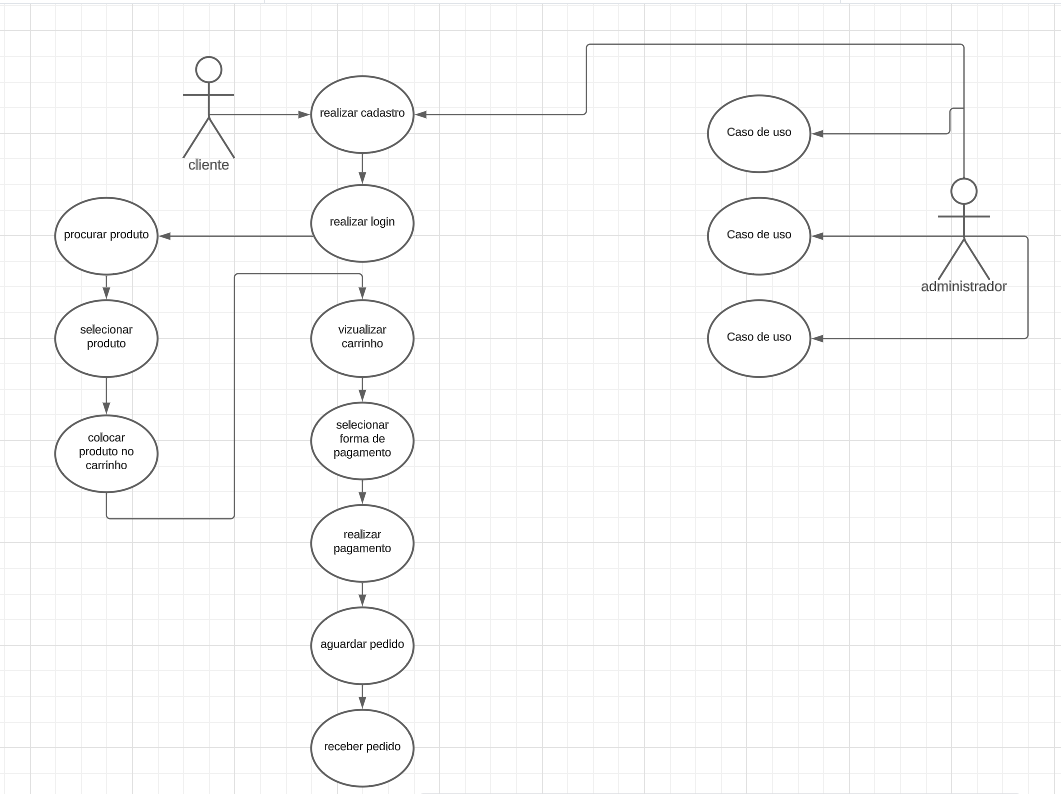 cliente
realizar cadastro
realizar login
procurar produto
selecionar
produto
colocar
produto no
carrinho
vizualizar
carrinho
selecionar
forma de
pagamento
realizar
pagamento
aguardar pedido
receber pedido
Caso de uso
Caso de uso
Caso de uso
administrador